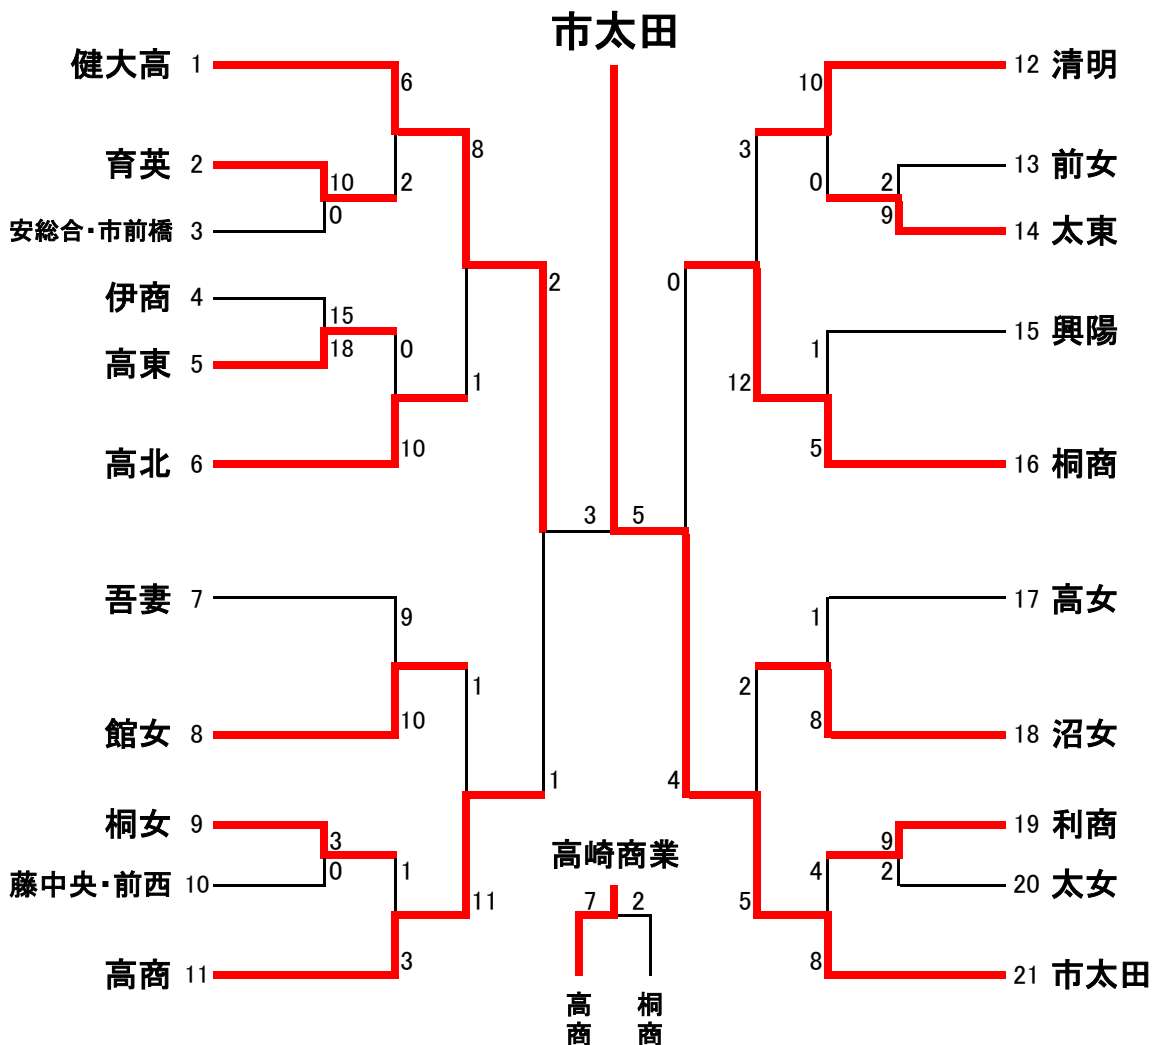 市太田
健大高 1
育英 2
安総合・市前橋 3
伊商 4
高東 5
高北 6
吾妻 7
館女 8
桐女 9
藤中央・前西 10
高商 11
6
10
0
2
8
15
18
0
10
1
2
9
10
1
3
0
1
3
11
1
3
5
12 清明
13 前女
14 太東
15 興陽
16 桐商
17 高女
18 沼女
19 利商
20 太女
21 市太田
10
3
0
2
9
0
1
12
5
1
2
8
4
9
2
4
5
8
高崎商業
7 2
高商
桐商